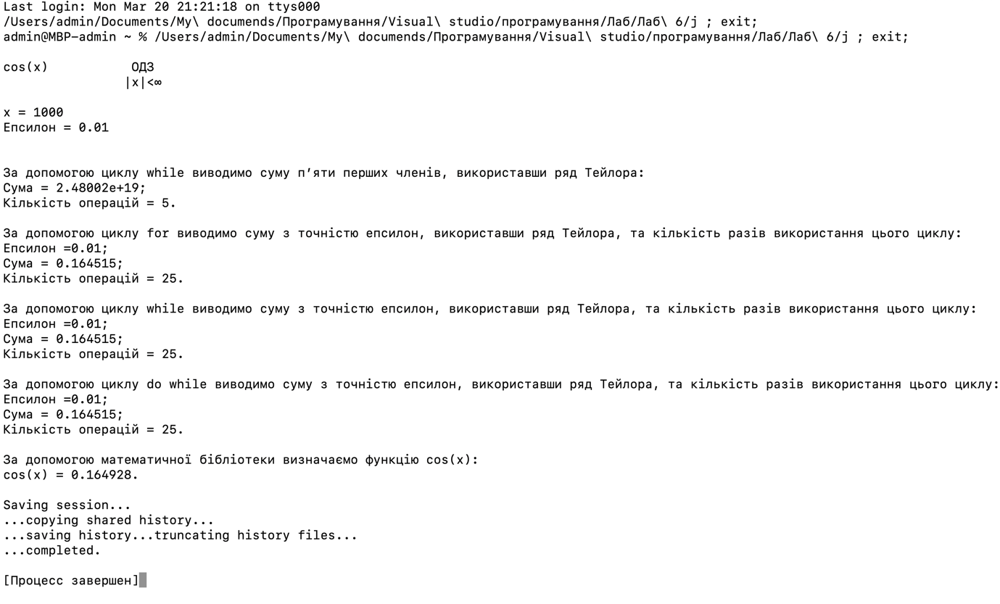 Last login: Mon Mar 20 21:21:18 on ttys000
/Users/admin/Documents/My\ documends/Програмування/Visual\ studio/програмування/Лаб/Лаб\ 6/j ; exit;
admin@MBP-admin ~ % /Users/admin/Documents/My\ documends/Програмування/Visual\ studio/програмування/Лаб/Лаб\ 6/j ; exit;
cos(x) ОДЗ
|x|<∞
x = 1000
Епсилон = 0.01
За допомогою циклу while виводимо суму п’яти перших членів, використавши ряд Тейлора:
Сума = 2.48002e+19;
Кількість операцій = 5.
За допомогою циклу for виводимо суму з точністю епсилон, використавши ряд Тейлора, та кількість разів використання цього циклу:
Епсилон =0.01;
Сума = 0.164515;
Кількість операцій = 25.
За допомогою циклу while виводимо суму з точністю епсилон, використавши ряд Тейлора, та кількість разів використання цього циклу:
Епсилон =0.01;
Сума = 0.164515;
Кількість операцій = 25.
За допомогою циклу do while виводимо суму з точністю епсилон, використавши ряд Тейлора, та кількість разів використання цього циклу:
Епсилон =0.01;
Сума = 0.164515;
Кількість операцій = 25.
За допомогою математичної бібліотеки визначаємо функцію cos(x):
cos(x) = 0.164928.
Saving session...
...copying shared history...
...saving history...truncating history files...
...completed.
[Процесс завершен]